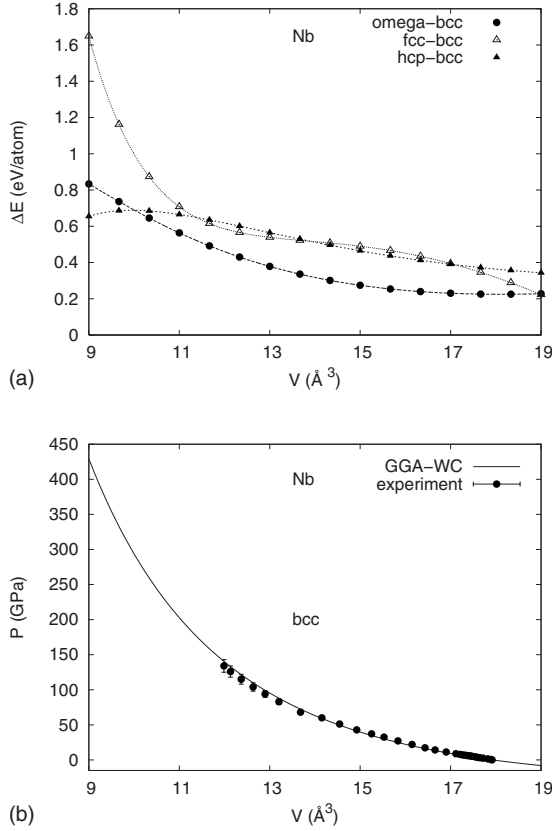 1.8
1.6
1.4
1.2
1
0.8
0.6
0.4
0.2
0
ΔE (eV/atom)
Nb
omega-bcc
fcc-bcc
hcp-bcc
9 11 13 15 17 19
V (Å³)
(a)
450
400
350
300
250
200
150
100
50
0
P (GPa)
Nb
GGA-WC
experiment
bcc
9 11 13 15 17 19
V (Å³)
(b)